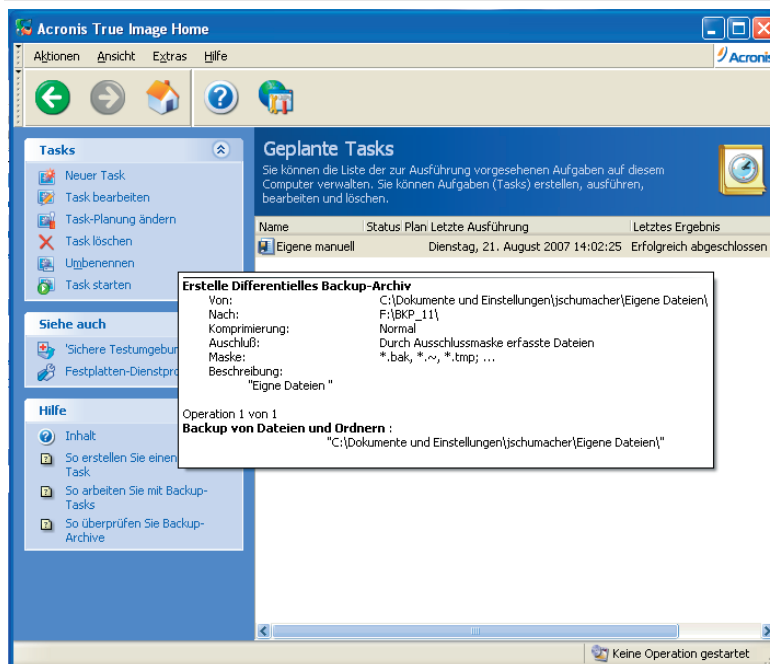 Acronis True Image Home
Aktionen Ansicht Extras Hilfe
Acronis
Tasks
Neuer Task
Task bearbeiten
Task-Planung ändern
Task löschen
Umbenennen
Task starten
Siehe auch
'Sichere Testumgebun
Festplatten-Dienstpro
Hilfe
Inhalt
So erstellen Sie einen
Task
So arbeiten Sie mit Backup-
Tasks
So überprüfen Sie Backup-
Archive
Geplante Tasks
Sie können die Liste der zur Ausführung vorgesehenen Aufgaben auf diesem
Computer verwalten. Sie können Aufgaben (Tasks) erstellen, ausführen,
bearbeiten und löschen.
Name Status Plan Letzte Ausführung Letztes Ergebnis
Eigene manuell Dienstag, 21. August 2007 14:02:25 Erfolgreich abgeschlossen
Erstelle Differentielles Backup-Archiv
Von: C:\Dokumente und Einstellungen\jschumacher\Eigene Dateien\
Nach: F:\BKP_11\
Komprimierung: Normal
Auschluß: Durch Ausschlussmaske erfasste Dateien
Maske: *.bak, *.~, *.tmp; ...
Beschreibung:
"Eigne Dateien "
Operation 1 von 1
Backup von Dateien und Ordnern :
"C:\Dokumente und Einstellungen\jschumacher\Eigene Dateien\"
Keine Operation gestartet